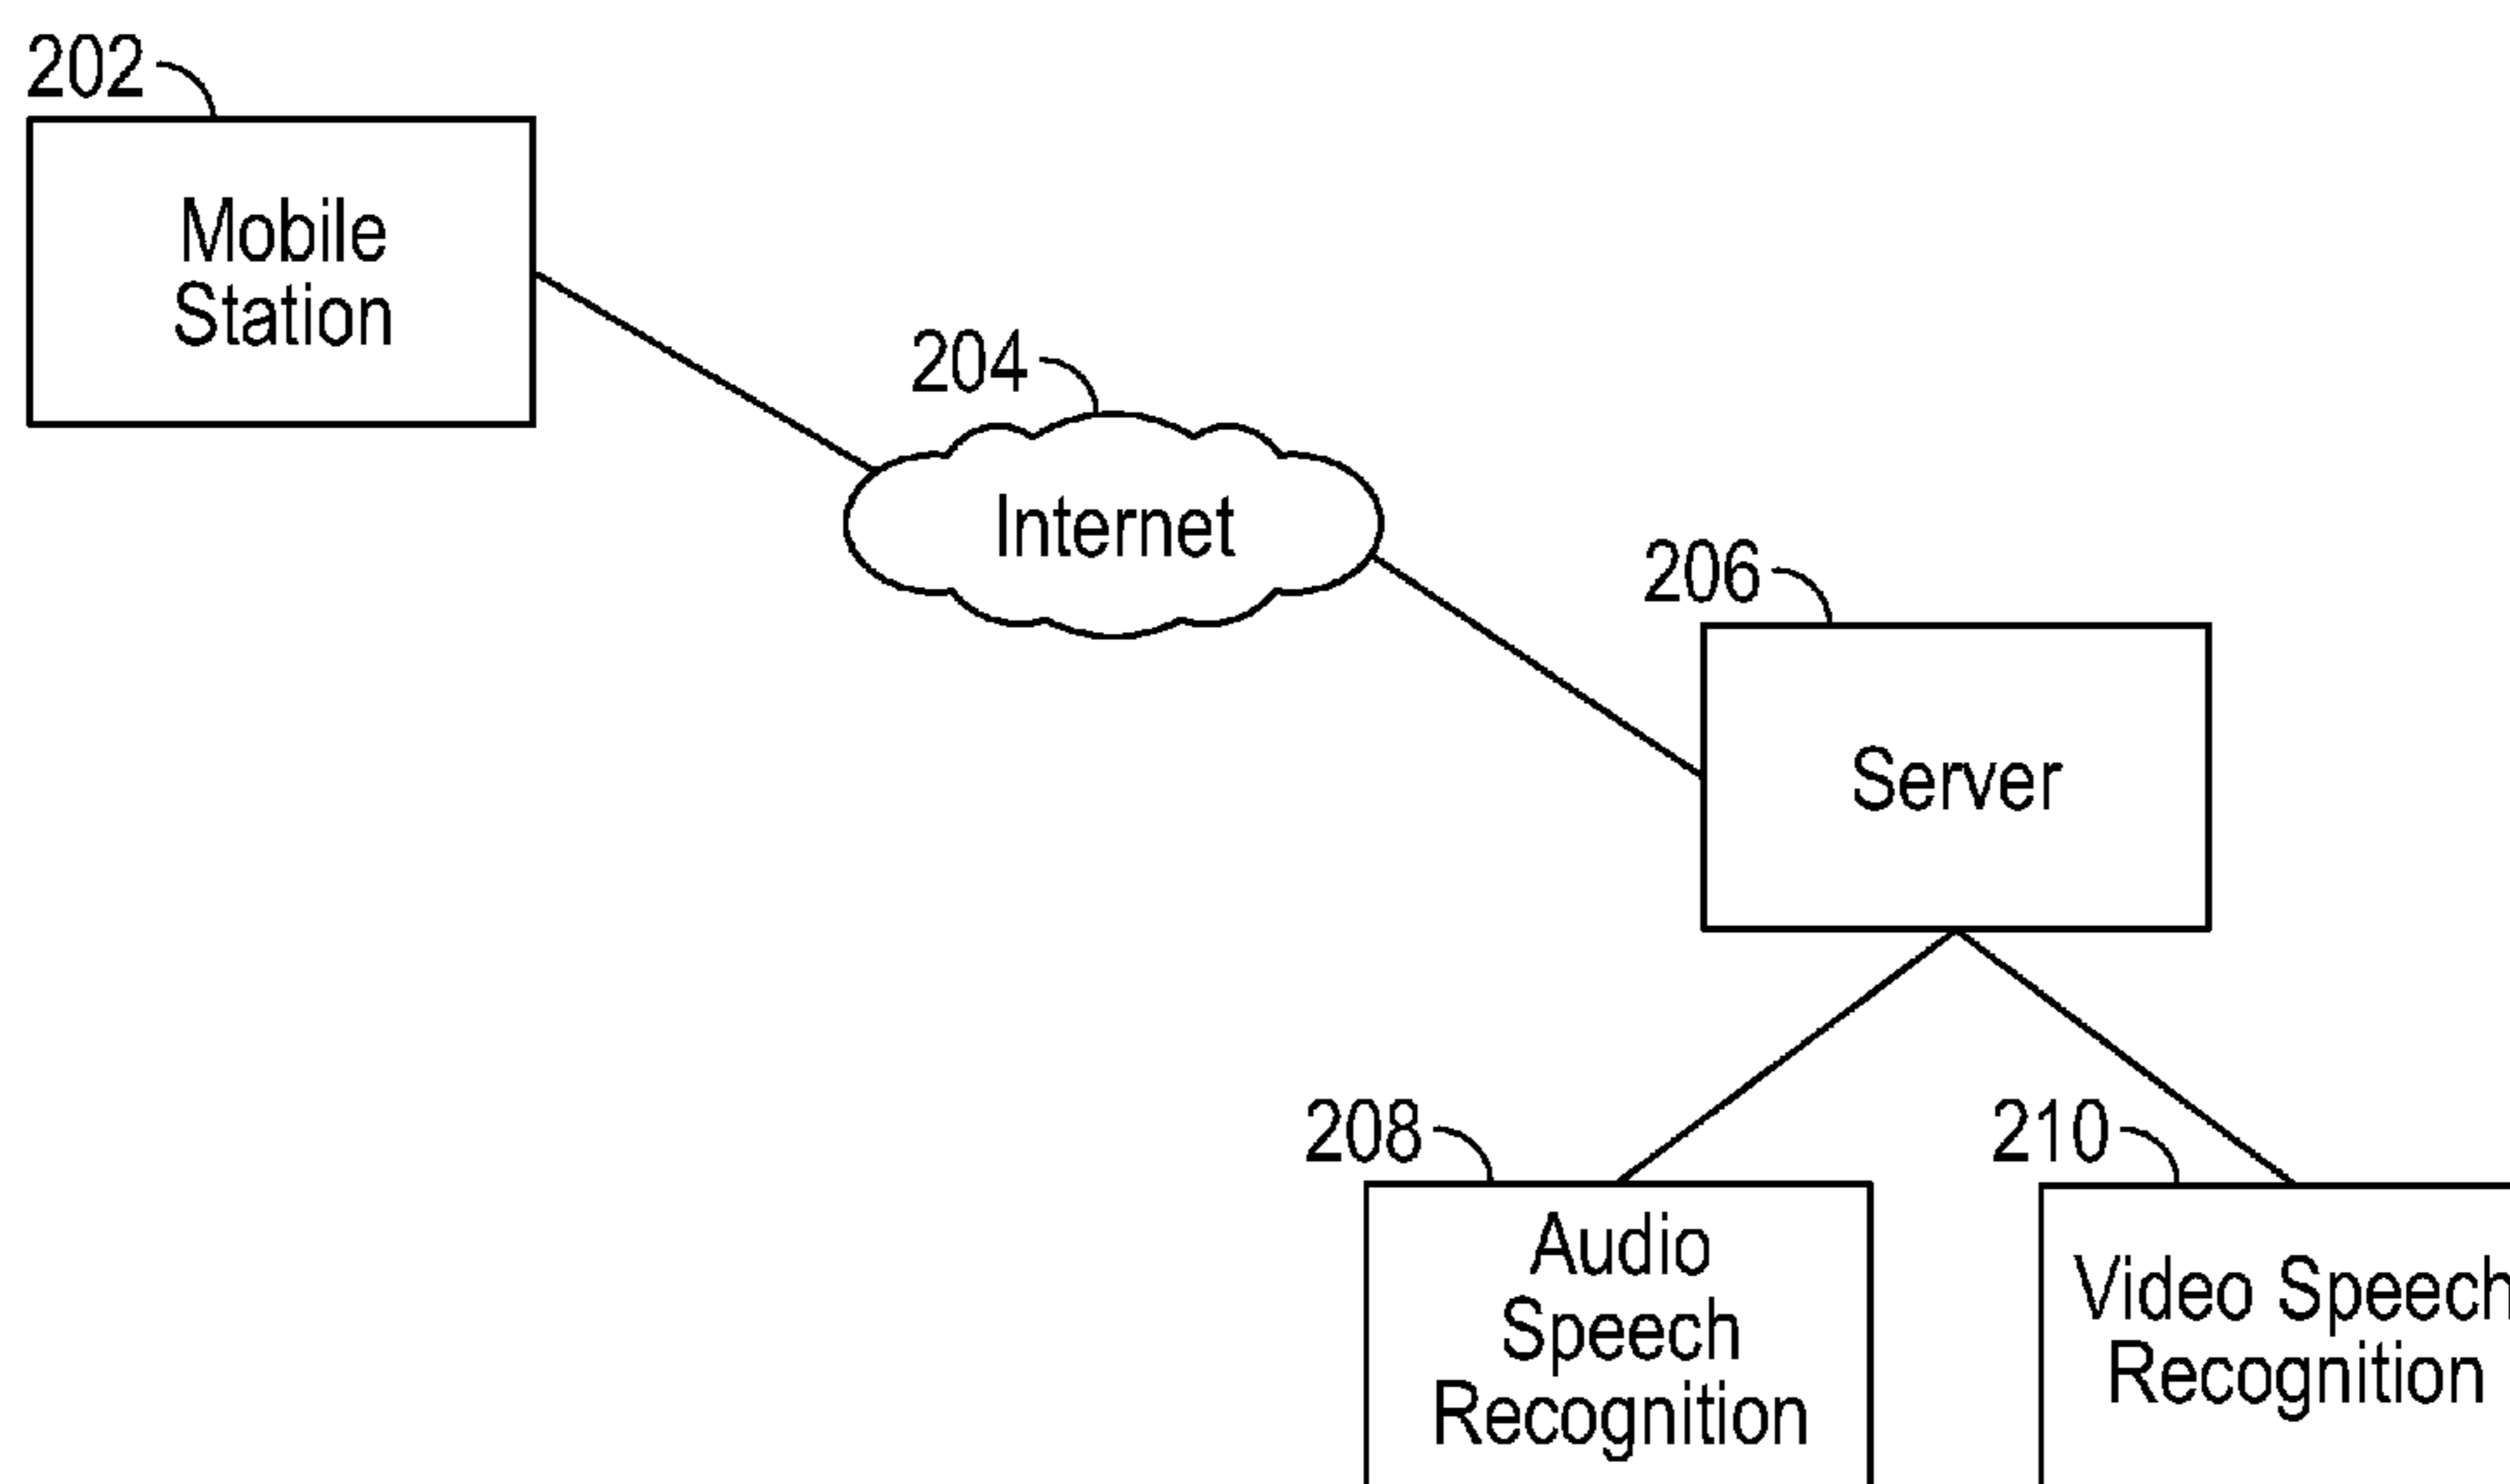 202
Mobile
Station
204
Internet
206
Server
208
Audio
Speech
Recognition
210
Video Speech
Recognition